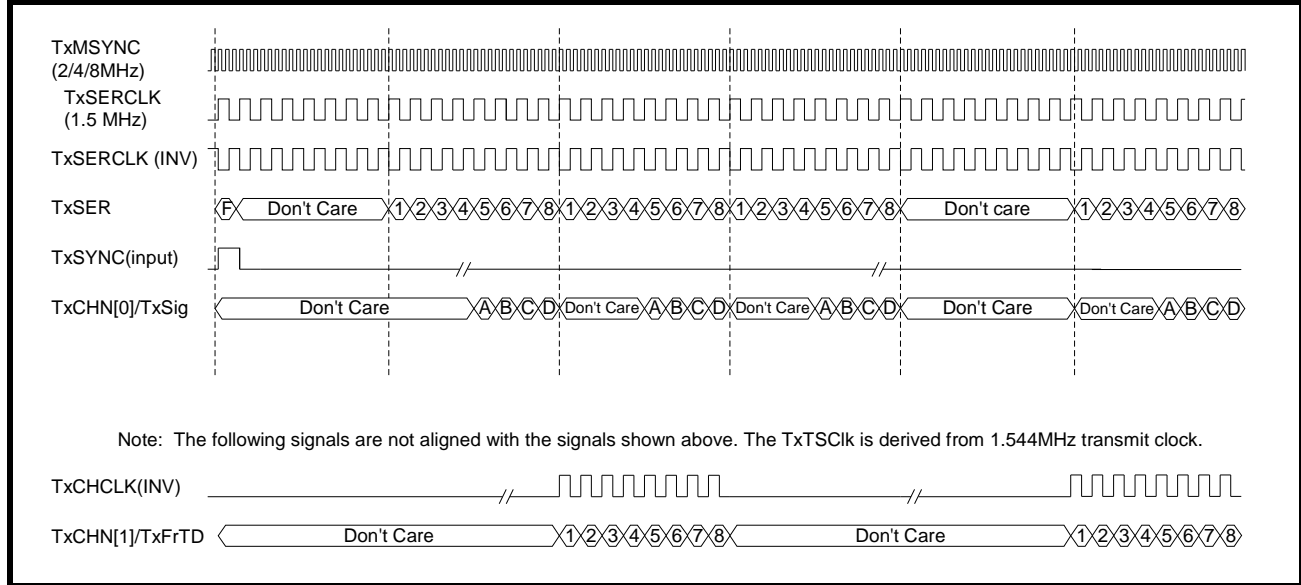 TxMSYNC
(2/4/8MHz)
TxSERCLK
(1.5 MHz)
TxSERCLK (INV)
TxSER F Don't Care 1 2 3 4 5 6 7 8 1 2 3 4 5 6 7 8 1 2 3 4 5 6 7 8 Don't care 1 2 3 4 5 6 7 8
TxSYNC(input)
TxCHN[0]/TxSig Don't Care A B C D Don't Care A B C D Don't Care A B C D Don't Care Don't Care A B C D
Note: The following signals are not aligned with the signals shown above. The TxTSClk is derived from 1.544MHz transmit clock.
TxCHCLK(INV)
TxCHN[1]/TxFrTD Don't Care 1 2 3 4 5 6 7 8 Don't Care 1 2 3 4 5 6 7 8